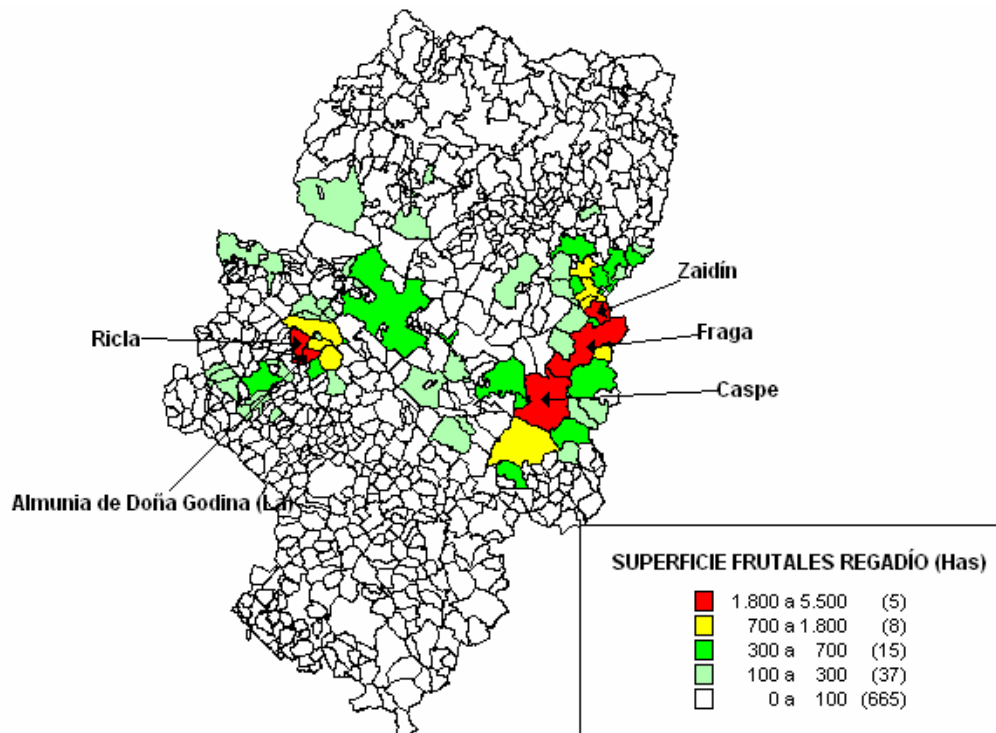 Zaidín
Ricla
Fraga
Caspe
Almunia de Doña Godina (La)
SUPERFICIE FRUTALES REGADÍO (Has)
1.800 a 5.500 (5)
700 a 1.800 (8)
300 a 700 (15)
100 a 300 (37)
0 a 100 (665)